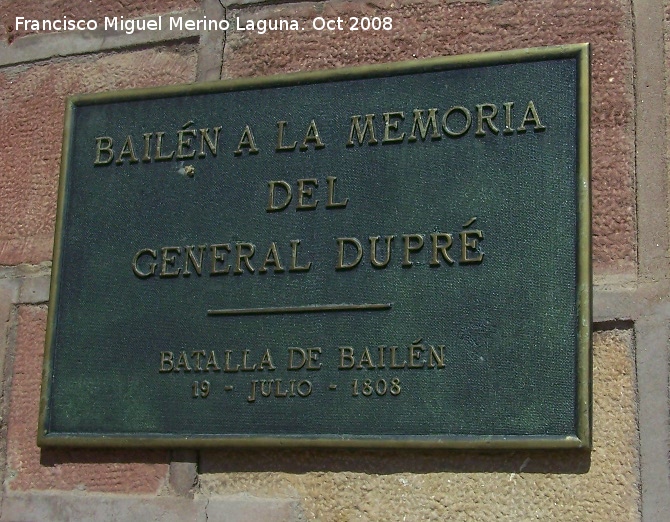 Francisco Miguel Merino Laguna. Oct 2008
BAILÉN A LA MEMORIA
DEL
GENERAL DUPRÉ
BATALLA DE BAILÉN
19 - JULIO - 1808